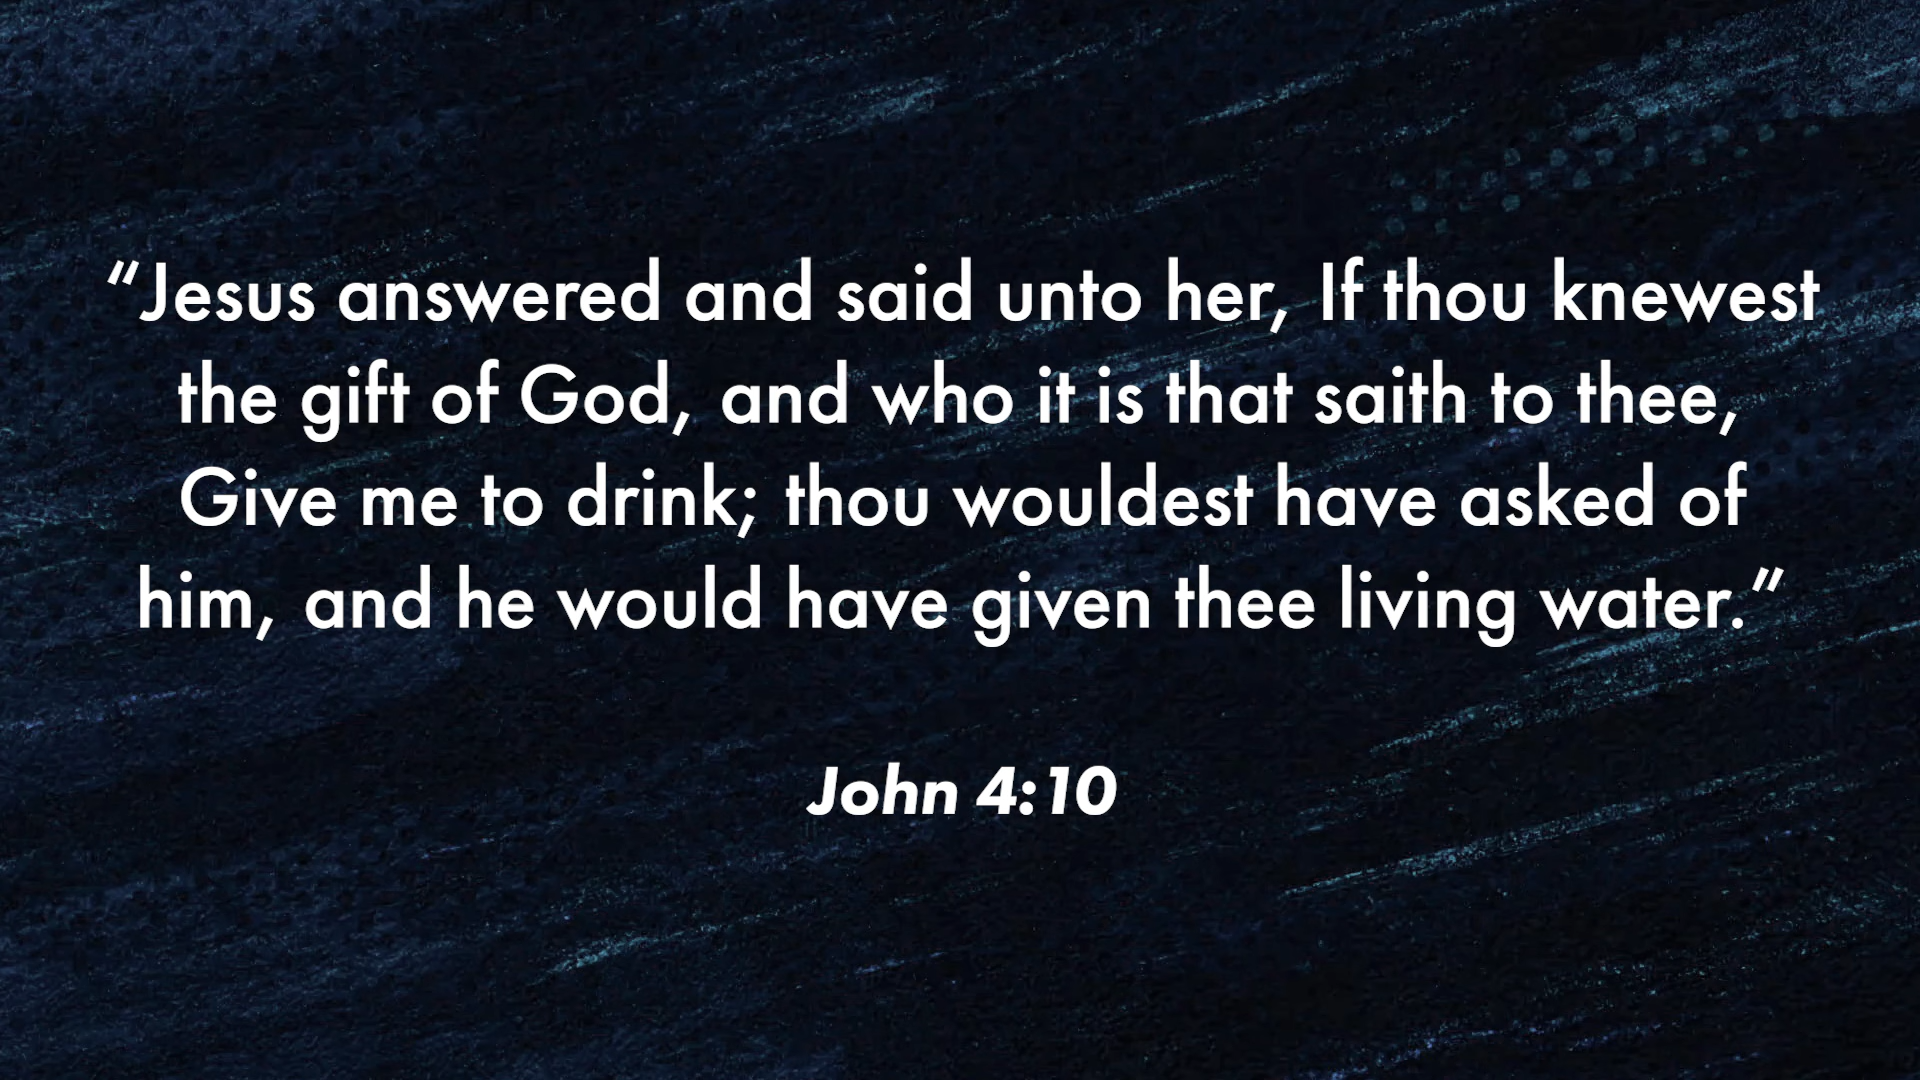 “Jesus answered and said unto her, If thou knewest
the gift of God, and who it is that saith to thee,
Give me to drink; thou wouldest have asked of
him, and he would have given thee living water.”
John 4:10